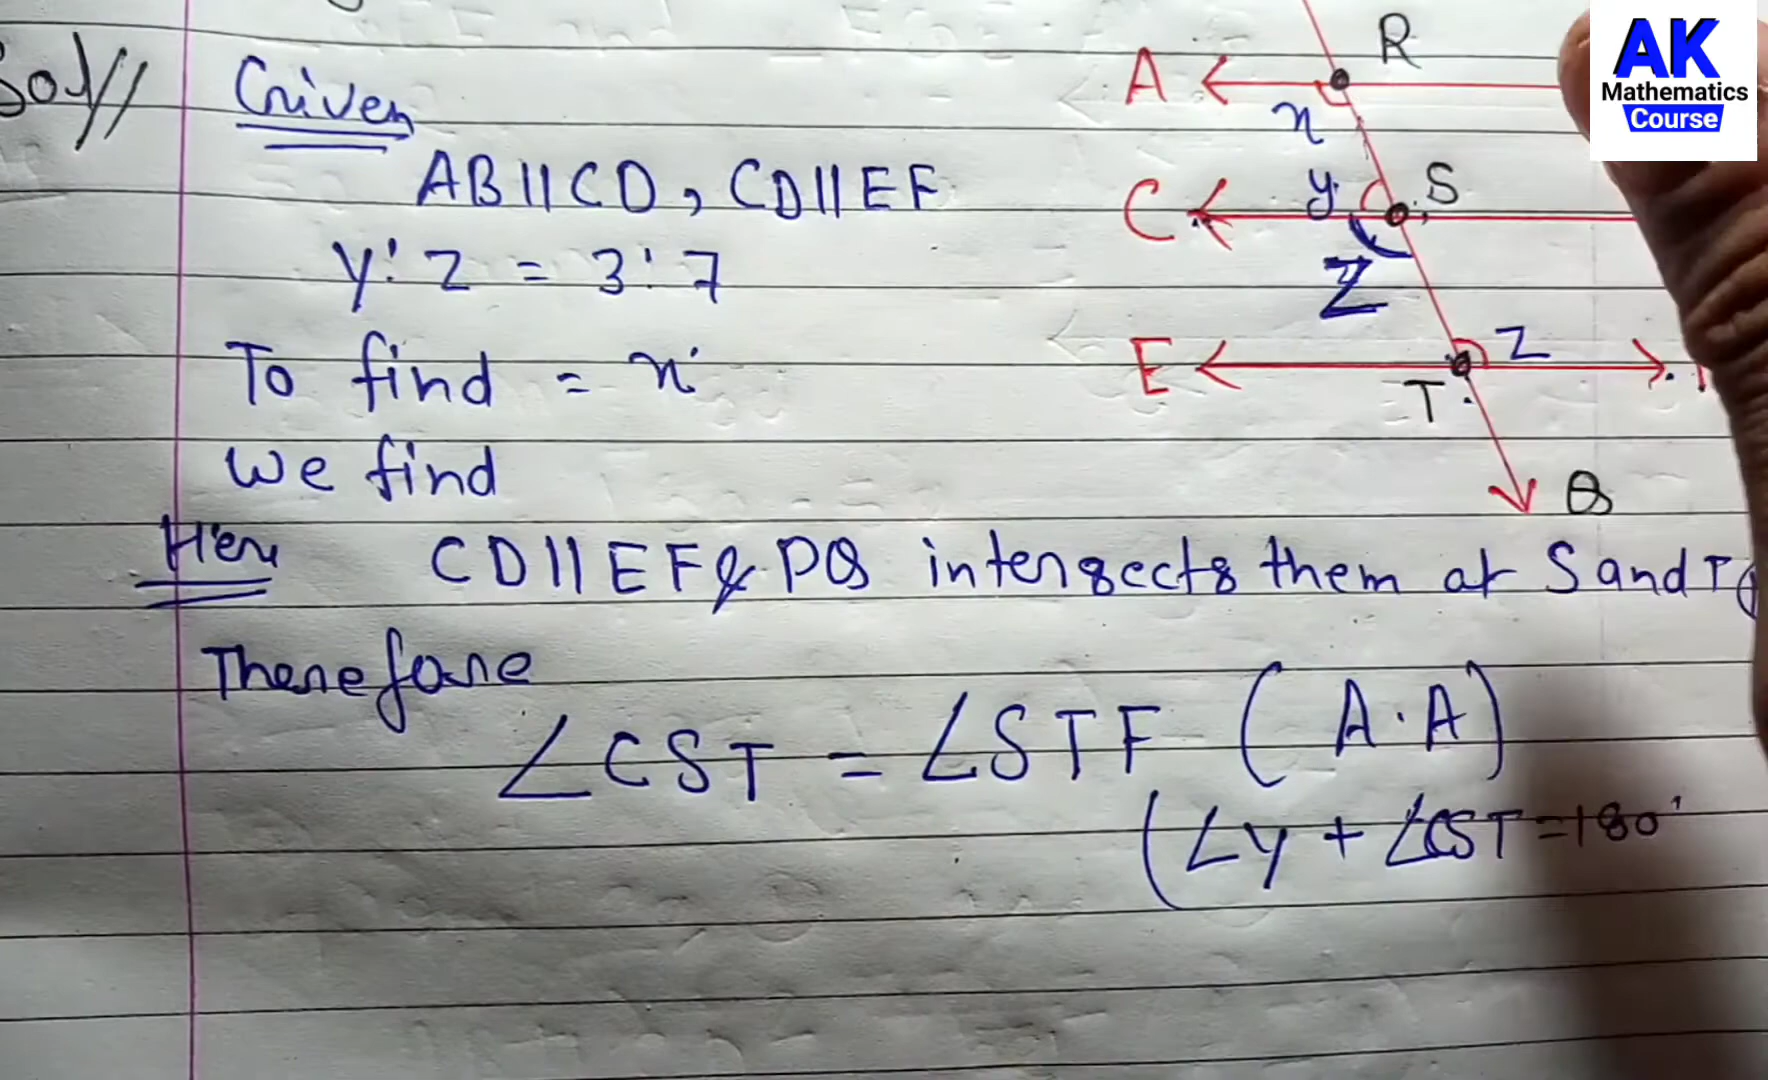 Sol//
Given
AB||CD, CD||EF
y:z = 3:7
To find = x
we find
Here CD||EF & PQ intersects them at S and T
Therefore
∠CST = ∠STF (A.A)
(∠y + ∠CST = 180°
R
A
x
y
S
C
Z
E
z
T
Q
AK
Mathematics
Course